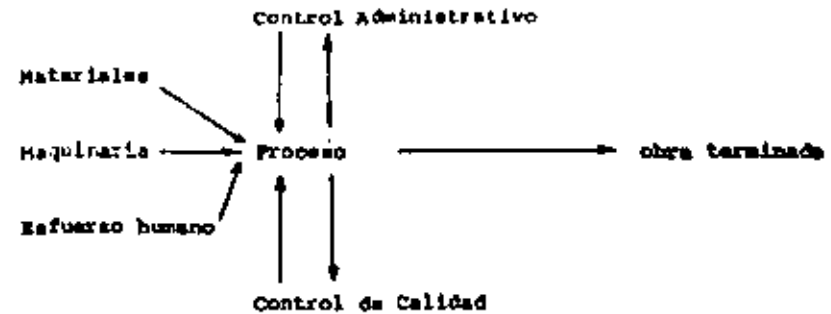 Control Administrativo
Materiales
Maquinaria
Proceso
obra terminada
Esfuerzo humano
Control de Calidad